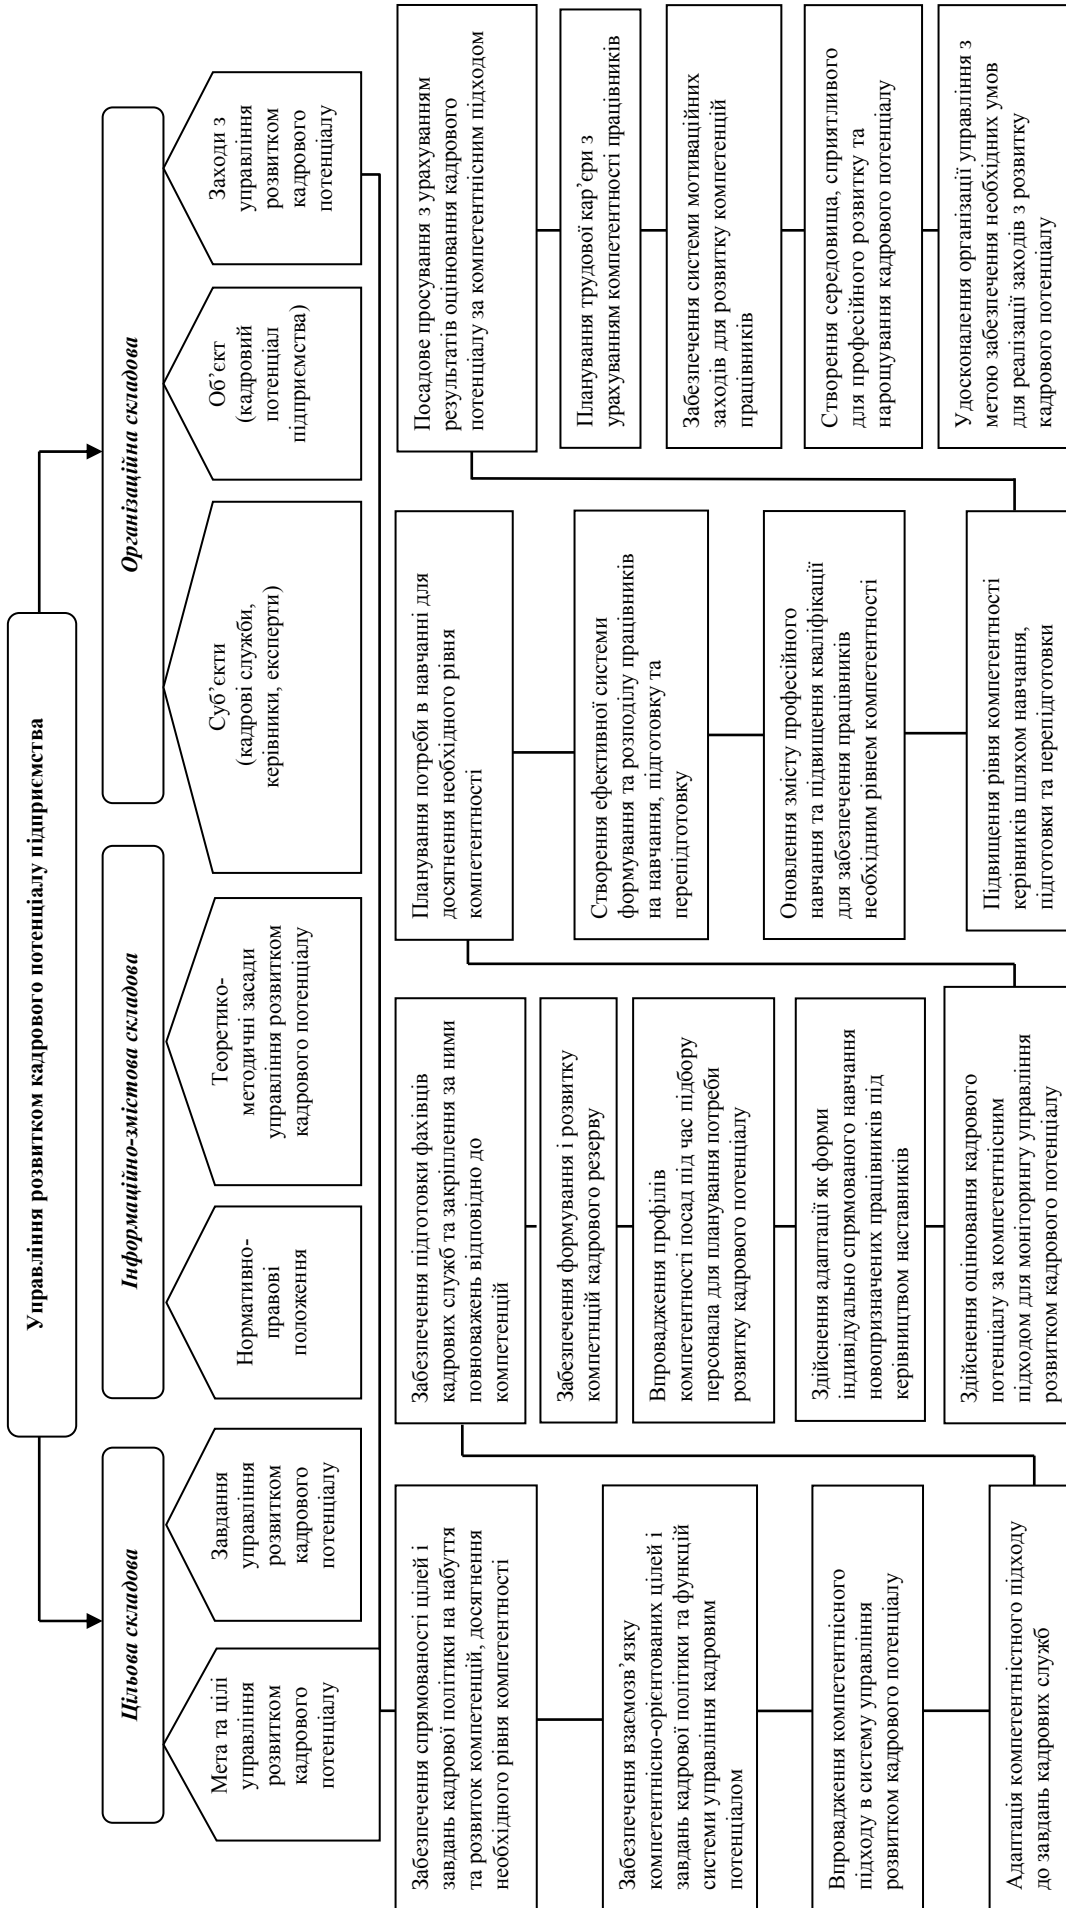 Управління розвитком кадрового потенціалу підприємства
Цільова складова
Інформаційно-змістова складова
Організаційна складова
Мета та цілі
управління
розвитком
кадрового
потенціалу
Завдання
управління
розвитком
кадрового
потенціалу
Нормативно-
правові
положення
Теоретико-
методичні засади
управління розвитком
кадрового потенціалу
Суб’єкти
(кадрові служби,
керівники, експерти)
Об’єкт
(кадровий
потенціал
підприємства)
Заходи з
управління
розвитком
кадрового
потенціалу
Забезпечення спрямованості цілей і
завдань кадрової політики на набуття
та розвиток компетенцій, досягнення
необхідного рівня компетентності
Забезпечення взаємозв’язку
компетентнісно-орієнтованих цілей і
завдань кадрової політики та функцій
системи управління кадровим
потенціалом
Впровадження компетентнісного
підходу в систему управління
розвитком кадрового потенціалу
Адаптація компетентністного підходу
до завдань кадрових служб
Забезпечення підготовки фахівців
кадрових служб та закріплення за ними
повноважень відповідно до
компетенцій
Забезпечення формування і розвитку
компетнцій кадрового резерву
Впровадження профілів
компетентності посад під час підбору
персонала для планування потреби
розвитку кадрового потенціалу
Здійснення адаптації як форми
індивідуально спрямованого навчання
новопризначених працівників під
керівництвом наставників
Здійснення оцінювання кадрового
потенціалу за компетентнісним
підходом для моніторингу управління
розвитком кадрового потенціалу
Планування потреби в навчанні для
досягнення необхідного рівня
компетентності
Створення ефективної системи
формування та розподілу працівників
на навчання, підготовку та
перепідготовку
Оновлення змісту професійного
навчання та підвищення кваліфікації
для забезпечення працівників
необхідним рівнем компетентності
Підвищення рівня компетентності
керівників шляхом навчання,
підготовки та перепідготовки
Посадове просування з урахуванням
результатів оцінювання кадрового
потенціалу за компетентнісним підходом
Планування трудової кар’єри з
урахуванням компетентності працівників
Забезпечення системи мотиваційних
заходів для розвитку компетенцій
працівників
Створення середовища, сприятливого
для професійного розвитку та
нарощування кадрового потенціалу
Удосконалення організації управління з
метою забезпечення необхідних умов
для реалізації заходів з розвитку
кадрового потенціалу